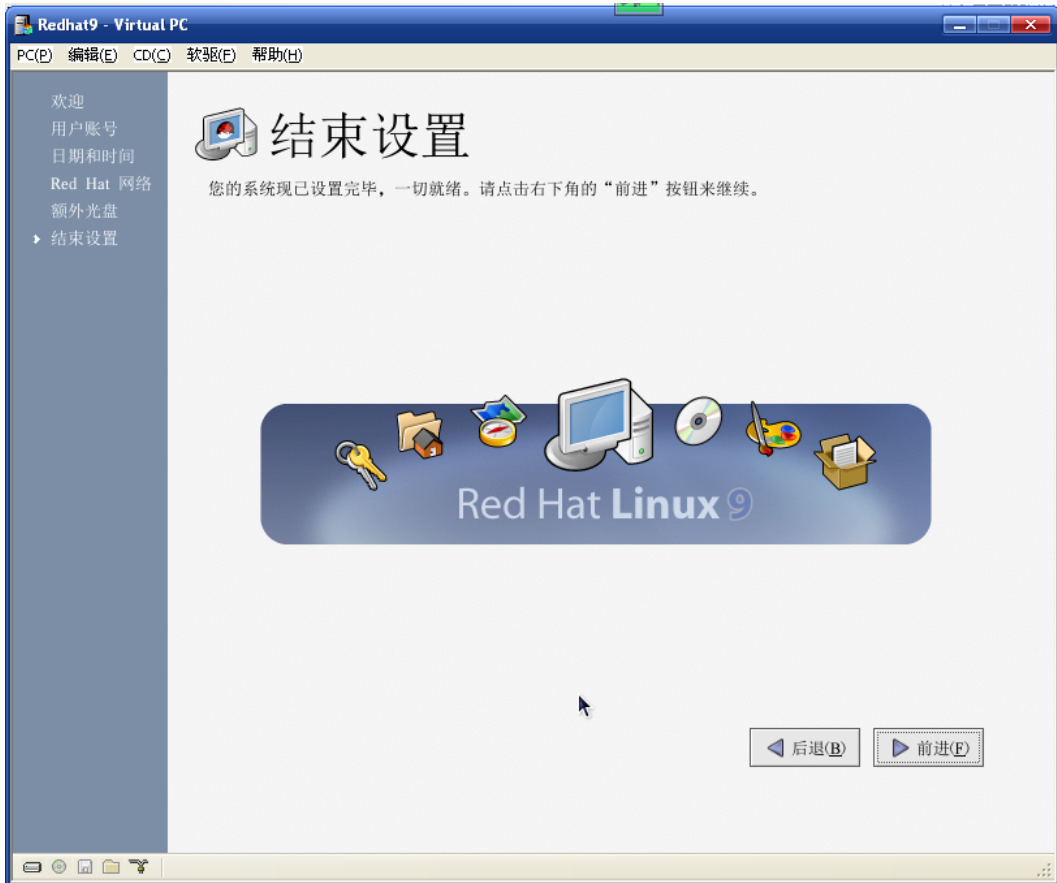 Redhat9 - Virtual PC
PC(P) 编辑(E) CD(C) 软驱(F) 帮助(H)
欢迎
用户账号
日期和时间
Red Hat 网络
额外光盘
结束设置
结束设置
您的系统现已设置完毕，一切就绪。请点击右下角的“前进”按钮来继续。
Red Hat Linux 9
后退(B) 前进(F)